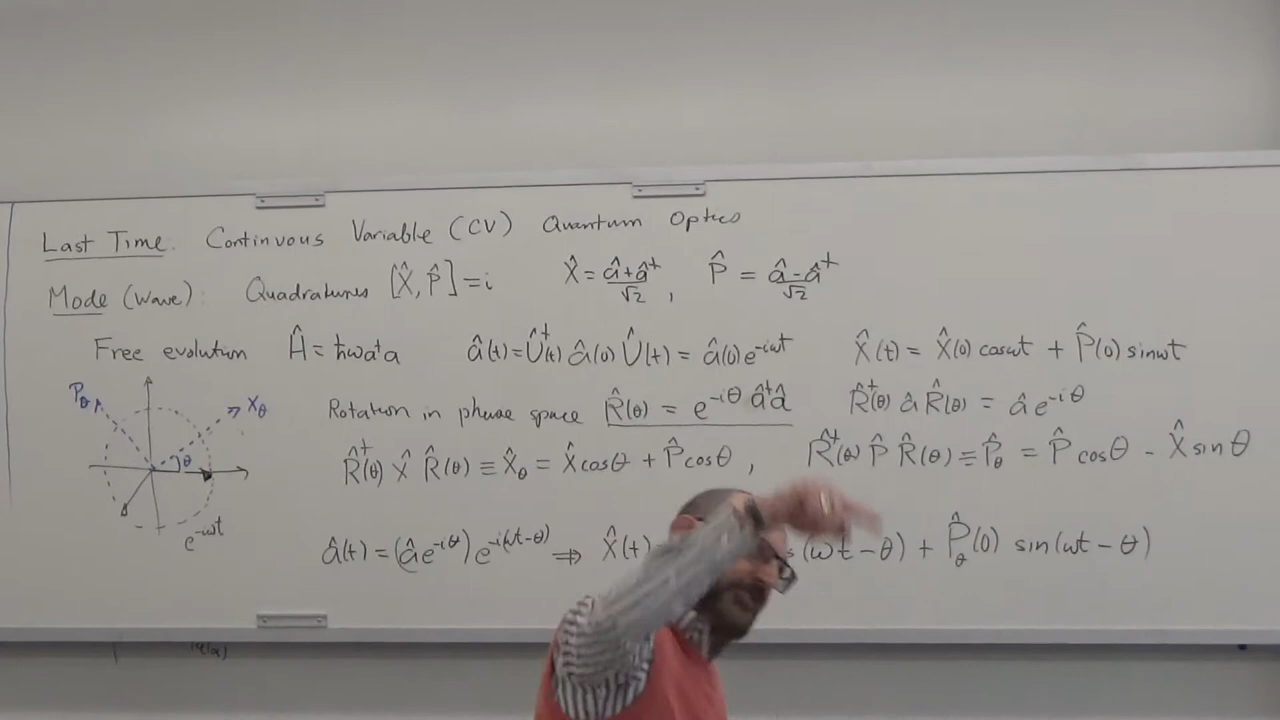 Last Time: Continuous Variable (CV) Quantum Optics
Mode (Wave): Quadratures [X̂, P̂] = i    X̂ = (â + â†)/√2 ,    P̂ = (â - â†)/√2
Free evolution    Ĥ = ħωa†a    â(t) = Û†(t) â(0) Û(t) = â(0) e^{-iωt}    X̂(t) = X̂(0) cosωt + P̂(0) sinωt
P_θ    X_θ
θ
e^{-iωt}
Rotation in phase space    R̂(θ) = e^{-iθ â†â}    R̂†(θ) â R̂(θ) = â e^{-iθ}
R̂†(θ) X̂ R̂(θ) ≡ X̂_θ = X̂ cosθ + P̂ cosθ ,    R̂†(θ) P̂ R̂(θ) ≡ P̂_θ = P̂ cosθ - X̂ sinθ
â(t) = (â e^{-iθ}) e^{-i(ωt-θ)} ⇒ X̂(t)    s (ωt - θ) + P̂_θ(0) sin(ωt - θ)